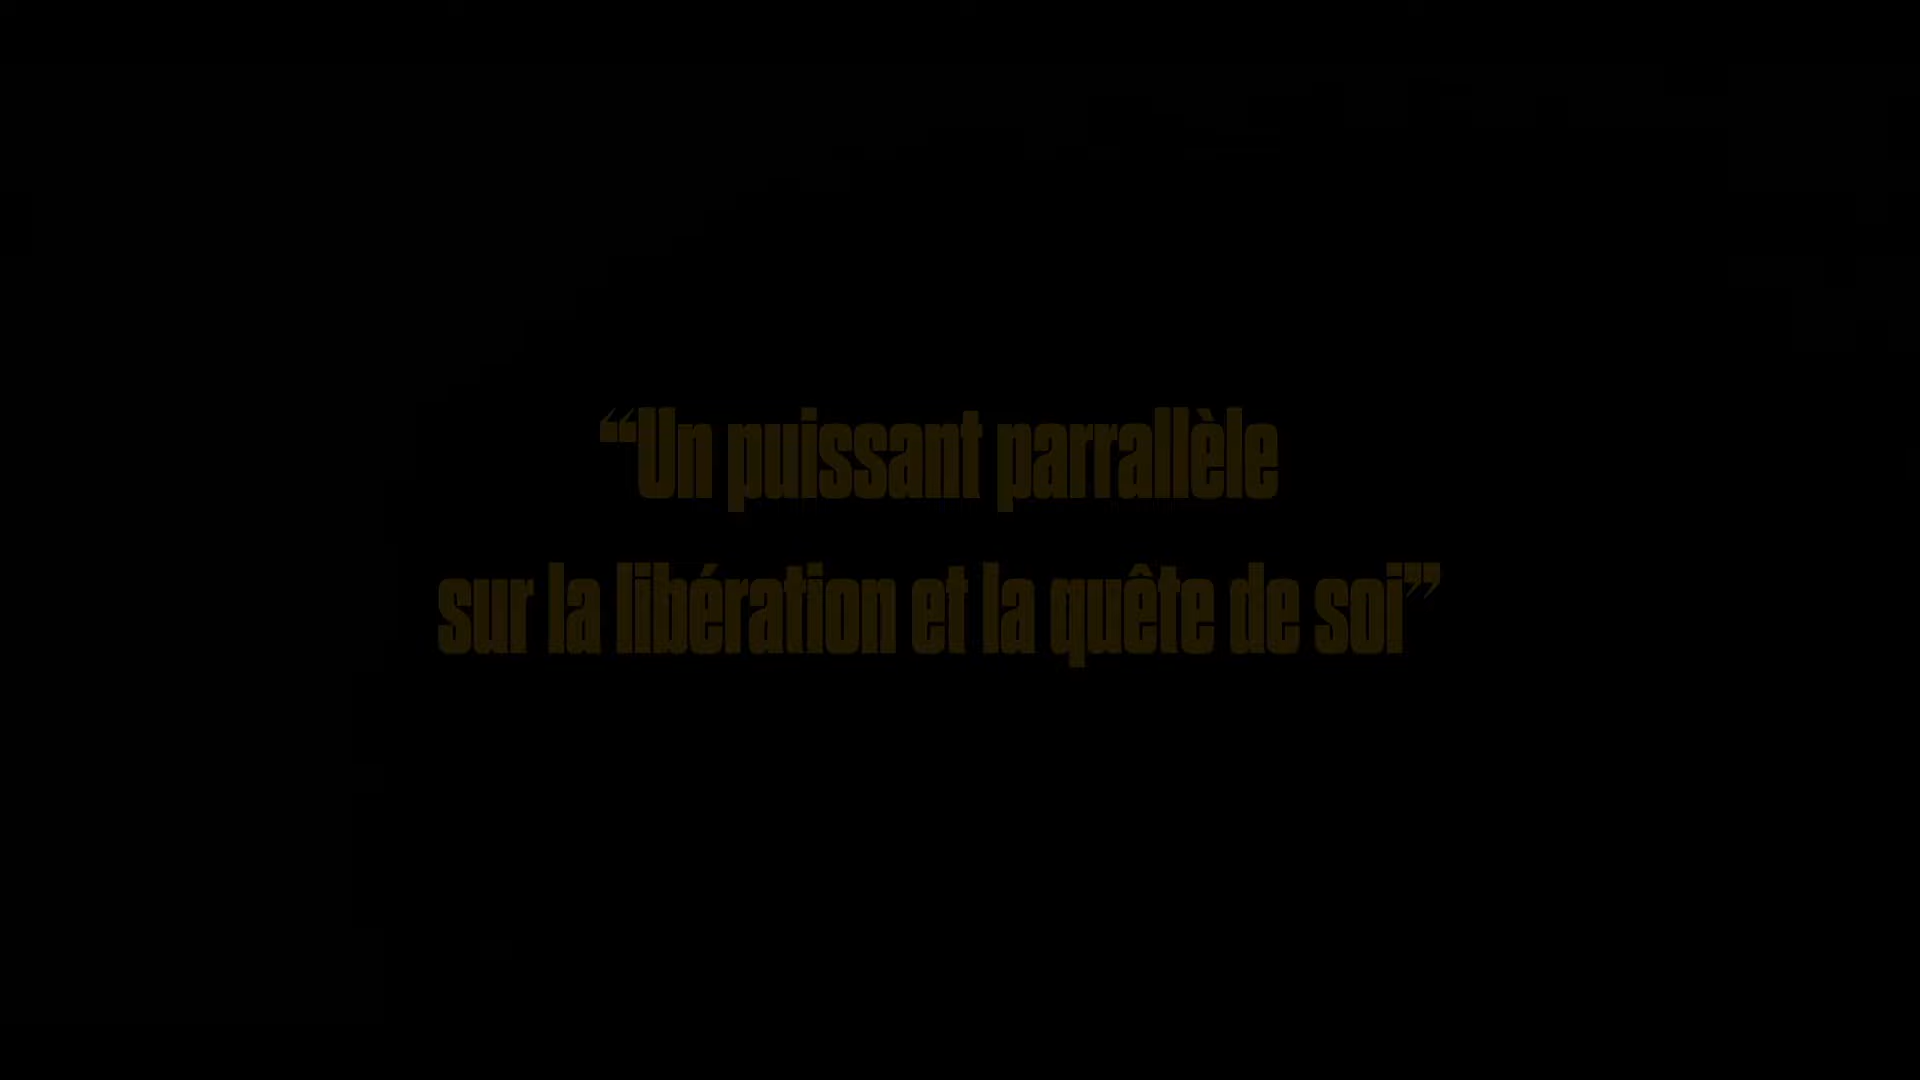 “Un puissant parrallèle
sur la libération et la quête de soi”